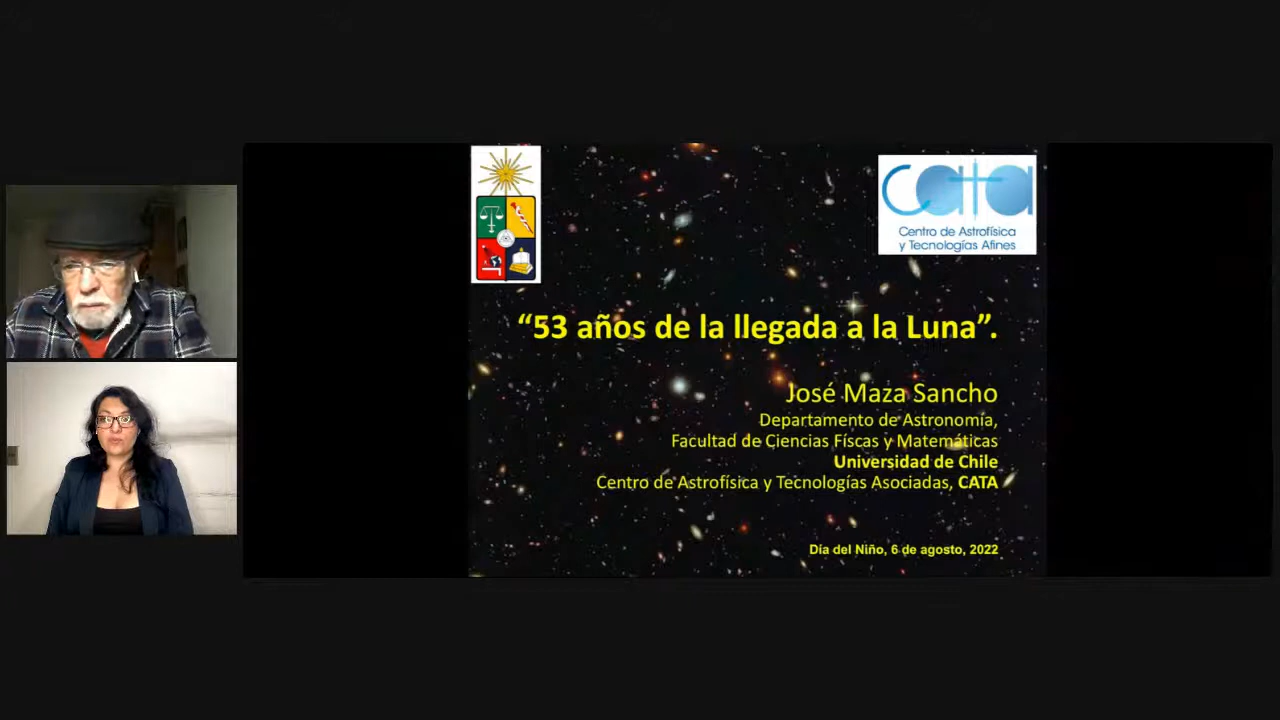 cata
Centro de Astrofísica
y Tecnologías Afines
“53 años de la llegada a la Luna”.
José Maza Sancho
Departamento de Astronomía,
Facultad de Ciencias Físcas y Matemáticas
Universidad de Chile
Centro de Astrofísica y Tecnologías Asociadas, CATA
Día del Niño, 6 de agosto, 2022